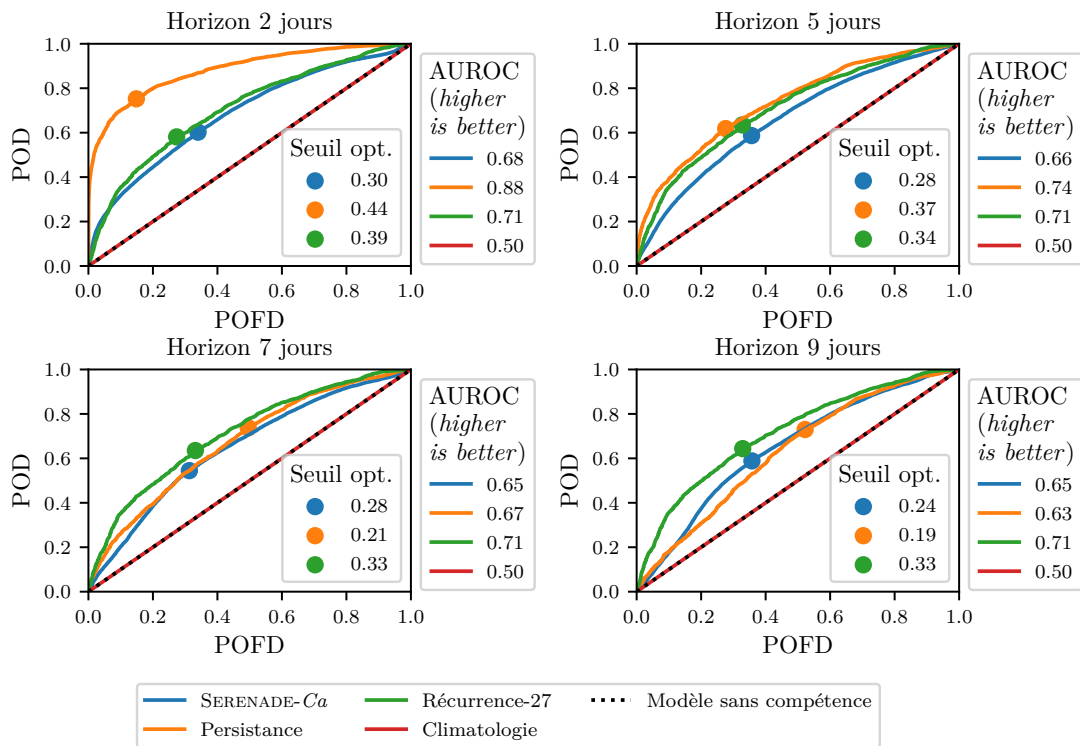 Horizon 2 jours
1.0
0.8
0.6
0.4
0.2
0.0
POD
0.0 0.2 0.4 0.6 0.8 1.0
POFD
Seuil opt.
0.30
0.44
0.39
AUROC
(higher
is better)
0.68
0.88
0.71
0.50
Horizon 5 jours
1.0
0.8
0.6
0.4
0.2
0.0
POD
0.0 0.2 0.4 0.6 0.8 1.0
POFD
Seuil opt.
0.28
0.37
0.34
AUROC
(higher
is better)
0.66
0.74
0.71
0.50
Horizon 7 jours
1.0
0.8
0.6
0.4
0.2
0.0
POD
0.0 0.2 0.4 0.6 0.8 1.0
POFD
Seuil opt.
0.28
0.21
0.33
AUROC
(higher
is better)
0.65
0.67
0.71
0.50
Horizon 9 jours
1.0
0.8
0.6
0.4
0.2
0.0
POD
0.0 0.2 0.4 0.6 0.8 1.0
POFD
Seuil opt.
0.24
0.19
0.33
AUROC
(higher
is better)
0.65
0.63
0.71
0.50
SERENADE-Ca
Persistance
Récurrence-27
Climatologie
Modèle sans compétence